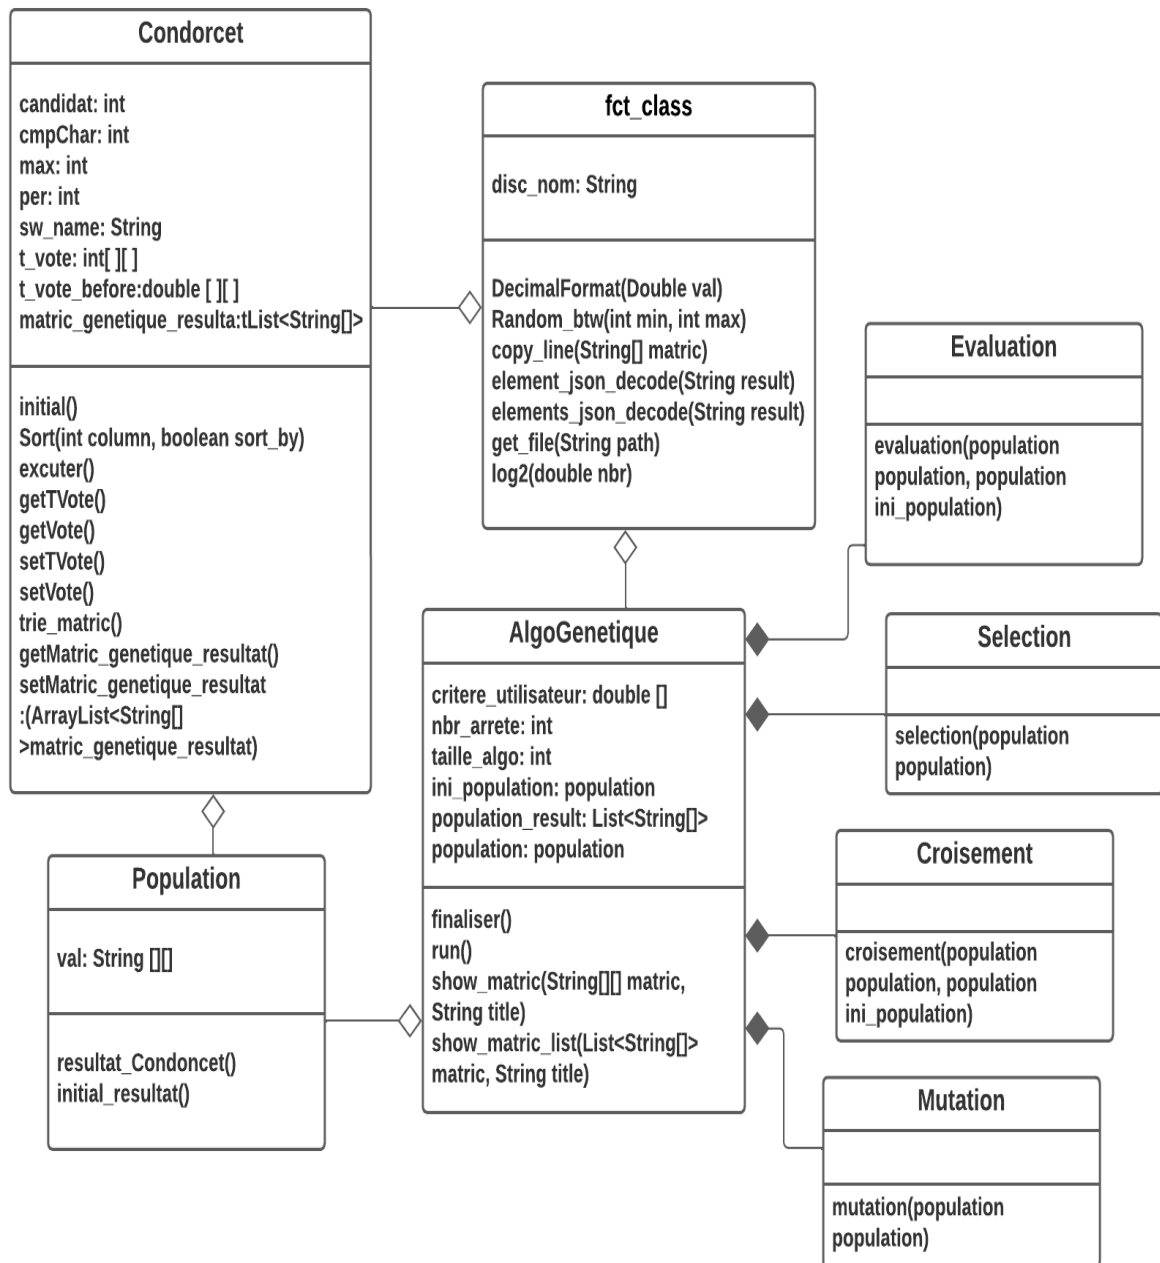 Condorcet
candidat: int
cmpChar: int
max: int
per: int
sw_name: String
t_vote: int[ ][ ]
t_vote_before:double [ ][ ]
matric_genetique_resulta:tList<String[]>
initial()
Sort(int column, boolean sort_by)
excuter()
getTVote()
getVote()
setTVote()
setVote()
trie_matric()
getMatric_genetique_resultat()
setMatric_genetique_resultat
:(ArrayList<String[]
>matric_genetique_resultat)
fct_class
disc_nom: String
DecimalFormat(Double val)
Random_btw(int min, int max)
copy_line(String[] matric)
element_json_decode(String result)
elements_json_decode(String result)
get_file(String path)
log2(double nbr)
Evaluation
evaluation(population
population, population
ini_population)
Selection
selection(population
population)
AlgoGenetique
critere_utilisateur: double []
nbr_arrete: int
taille_algo: int
ini_population: population
population_result: List<String[]>
population: population
finaliser()
run()
show_matric(String[][] matric,
String title)
show_matric_list(List<String[]>
matric, String title)
Population
val: String [][]
resultat_Condoncet()
initial_resultat()
Croisement
croisement(population
population, population
ini_population)
Mutation
mutation(population
population)